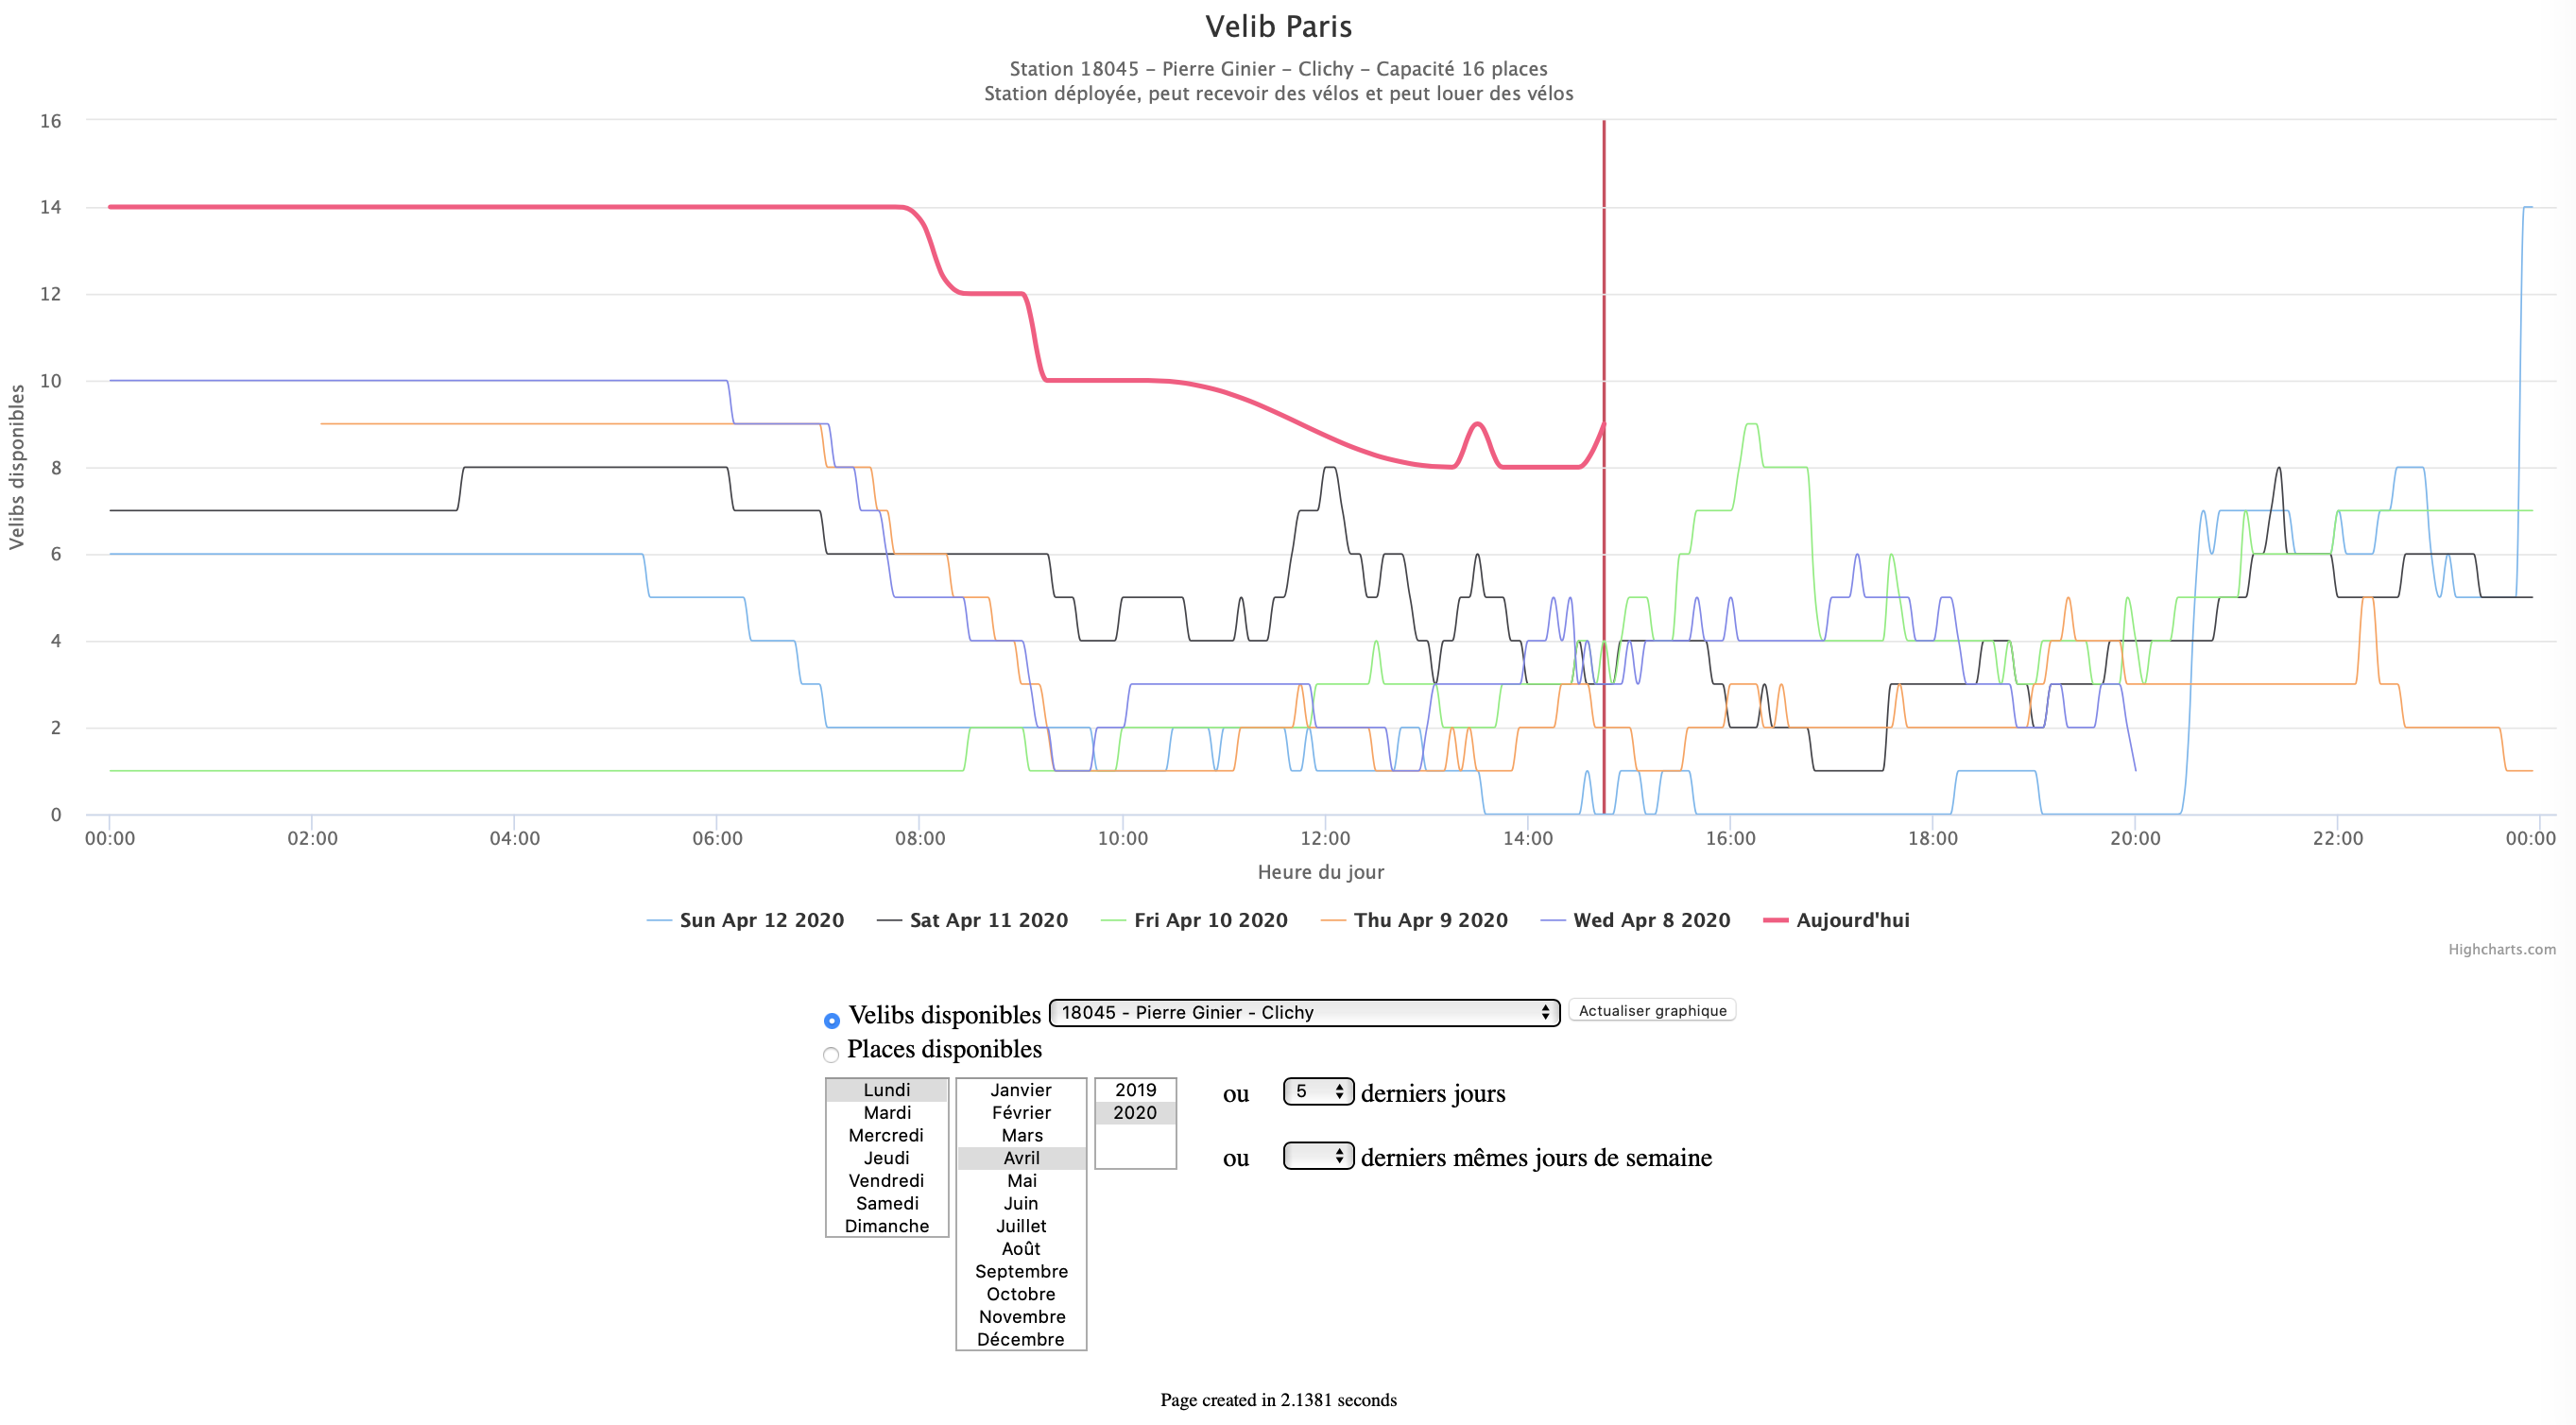 Velib Paris
Station 18045 - Pierre Ginier - Clichy - Capacité 16 places
Station déployée, peut recevoir des vélos et peut louer des vélos
Velibs disponibles
16
14
12
10
8
6
4
2
0
00:00 02:00 04:00 06:00 08:00 10:00 12:00 14:00 16:00 18:00 20:00 22:00 00:00
Heure du jour
Sun Apr 12 2020 Sat Apr 11 2020 Fri Apr 10 2020 Thu Apr 9 2020 Wed Apr 8 2020 Aujourd'hui
Highcharts.com
Velibs disponibles 18045 - Pierre Ginier - Clichy Actualiser graphique
Places disponibles
Lundi
Mardi
Mercredi
Jeudi
Vendredi
Samedi
Dimanche
Janvier
Février
Mars
Avril
Mai
Juin
Juillet
Août
Septembre
Octobre
Novembre
Décembre
2019
2020
ou 5 derniers jours
ou derniers mêmes jours de semaine
Page created in 2.1381 seconds